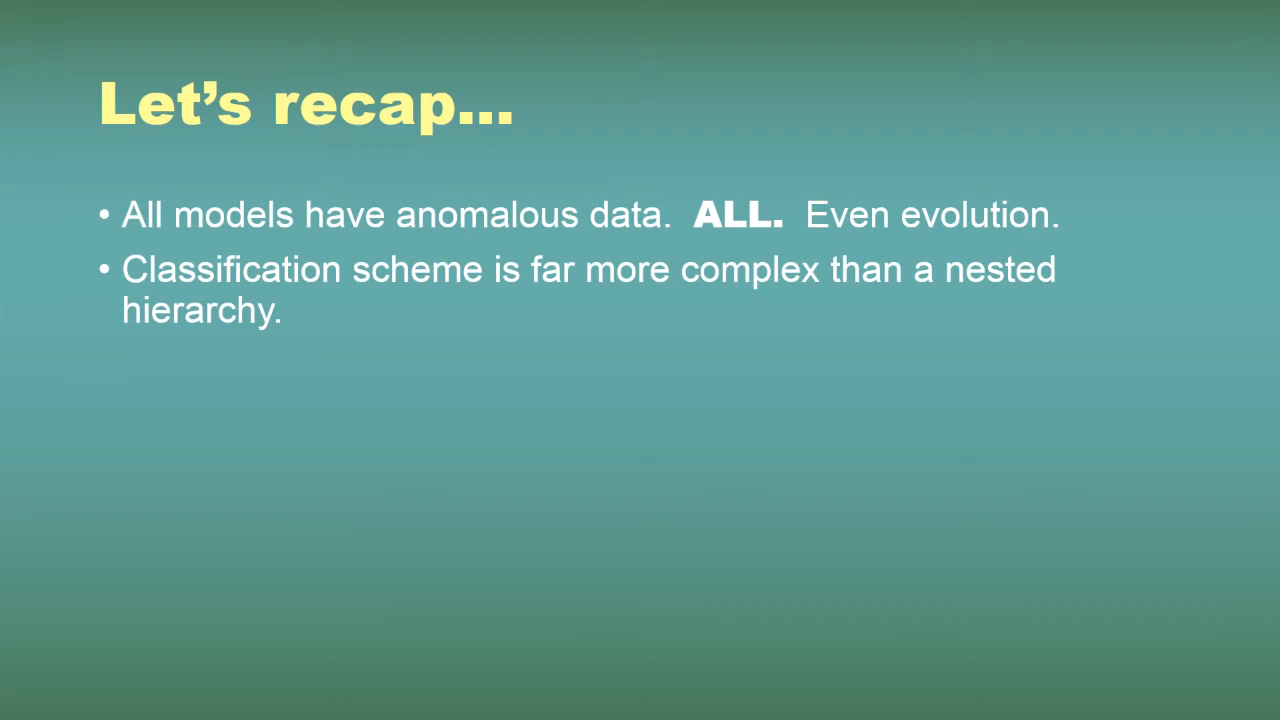 Let’s recap…
• All models have anomalous data.  ALL.  Even evolution.
• Classification scheme is far more complex than a nested
hierarchy.